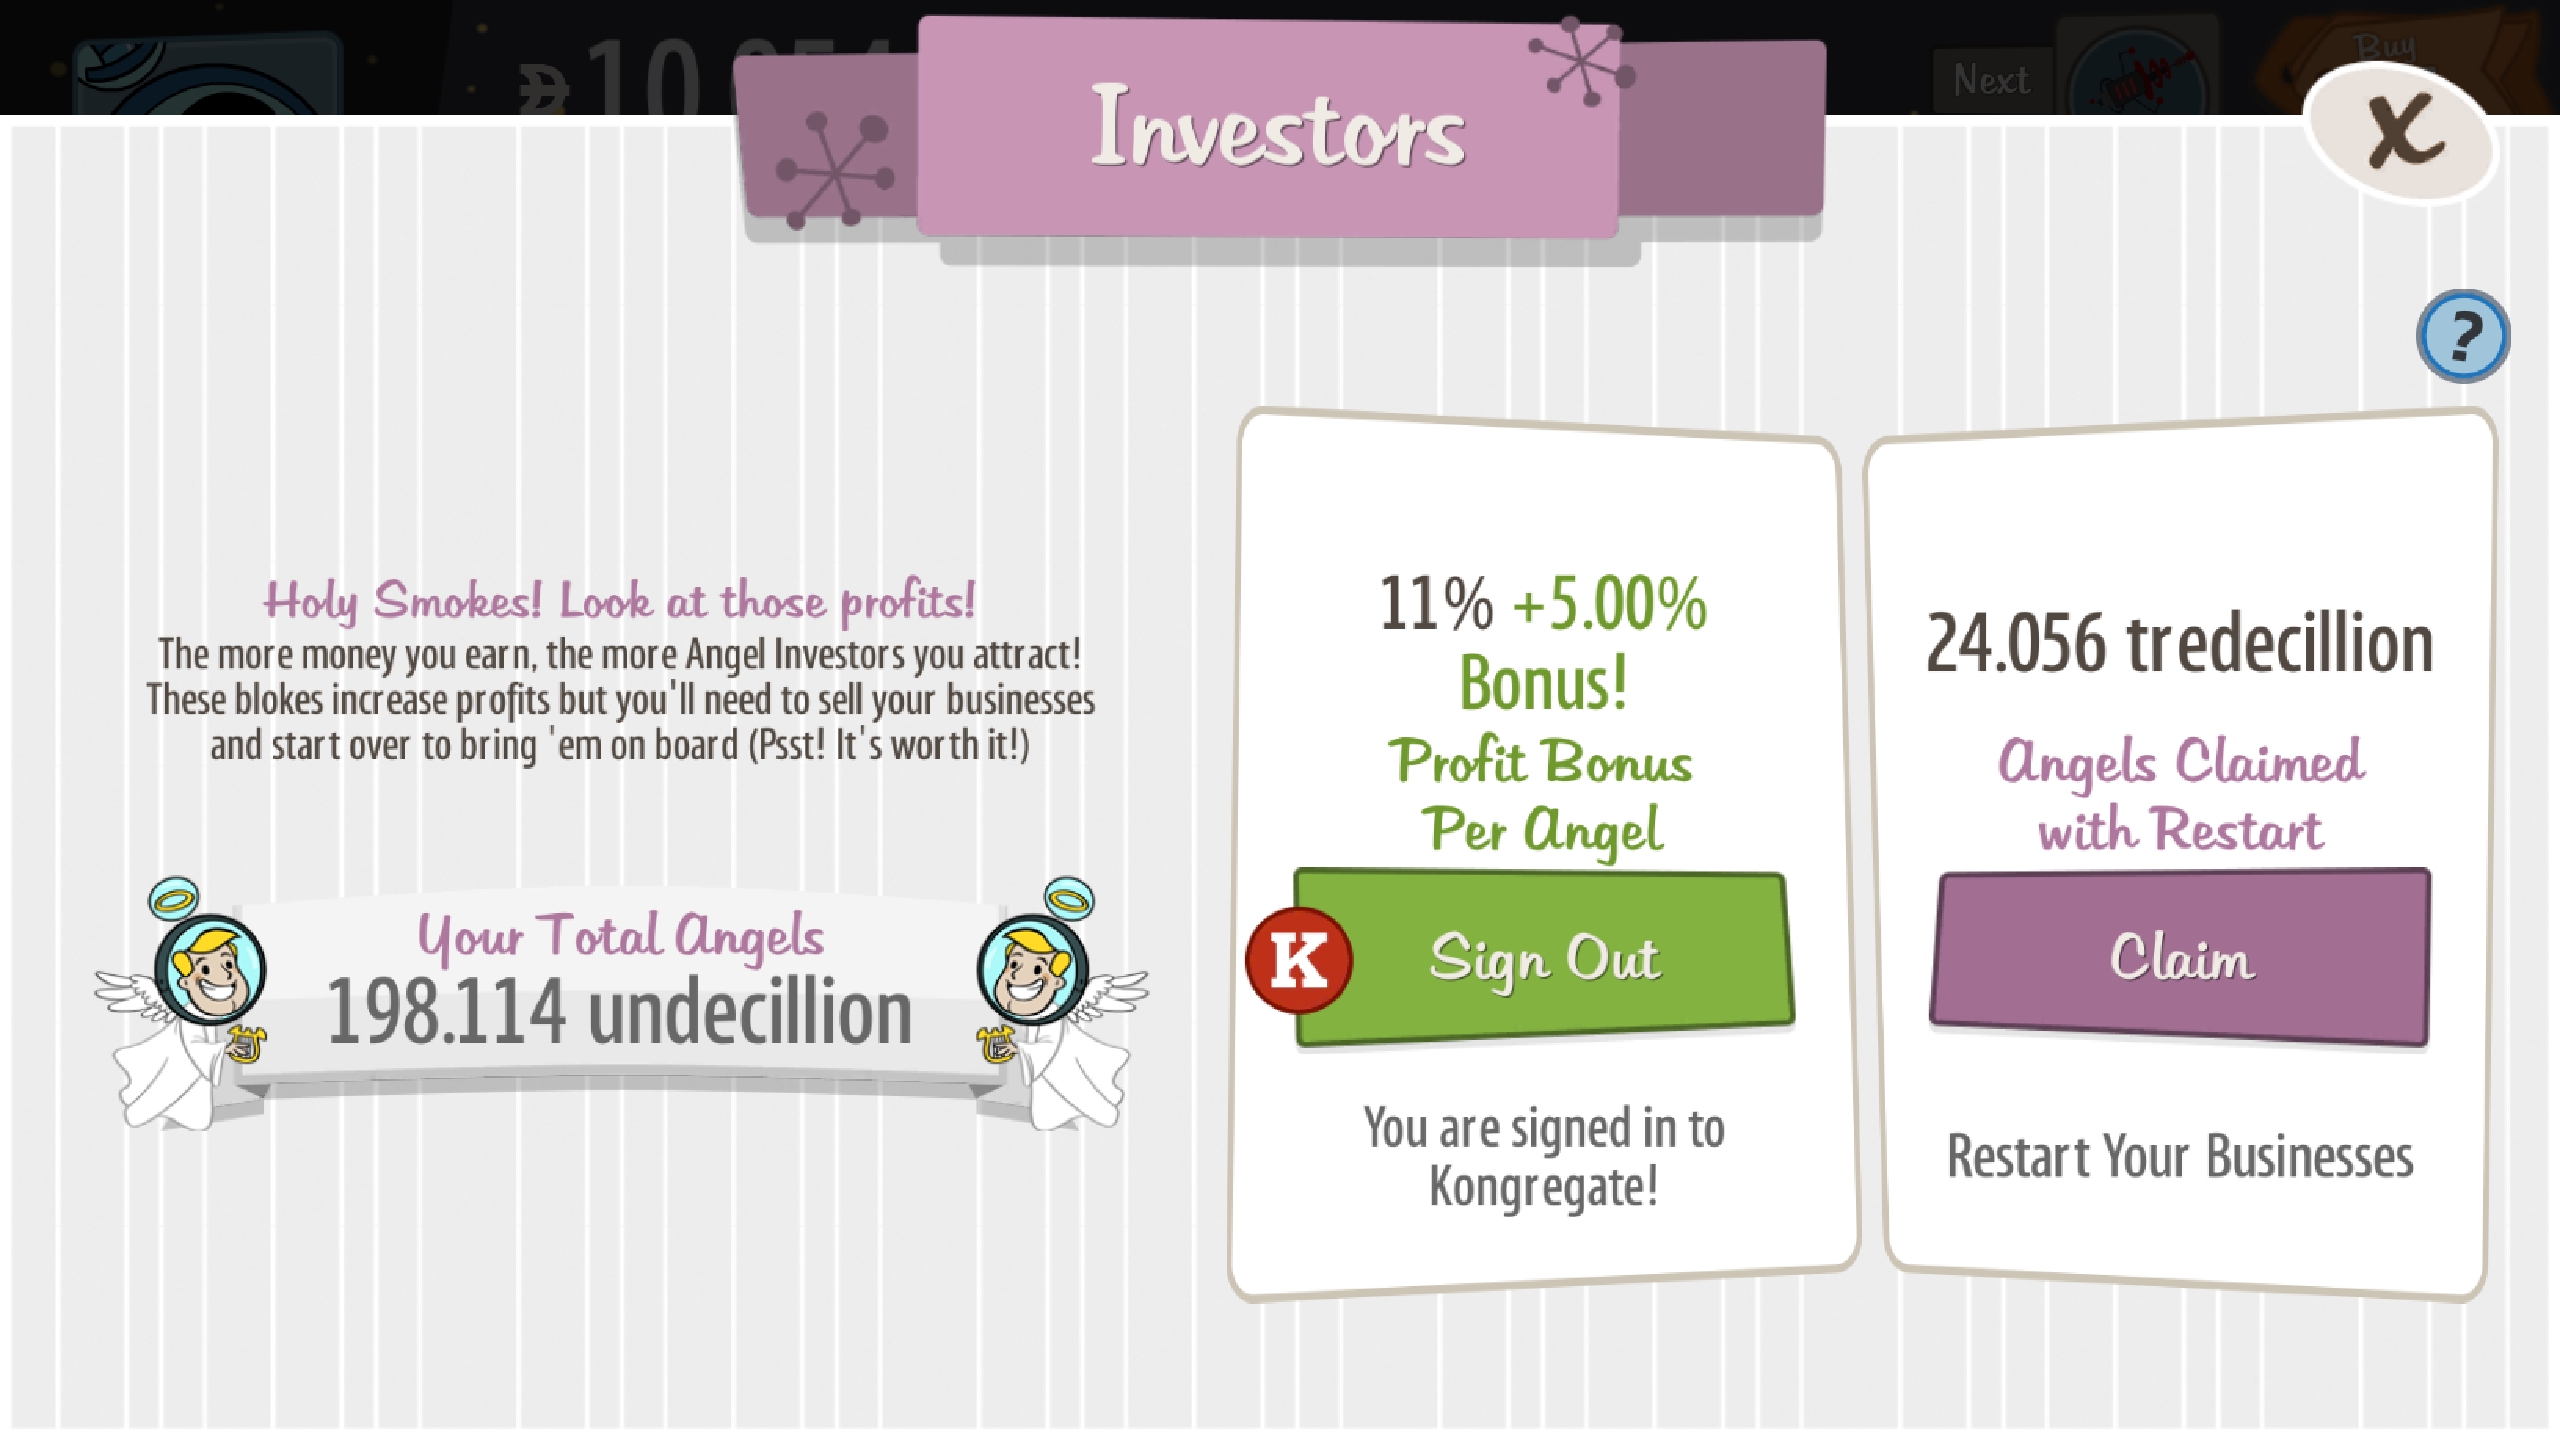 Investors
Next
Buy
X
?
Holy Smokes! Look at those profits!
The more money you earn, the more Angel Investors you attract!
These blokes increase profits but you'll need to sell your businesses
and start over to bring 'em on board (Psst! It's worth it!)
Your Total Angels
198.114 undecillion
11% +5.00%
Bonus!
Profit Bonus
Per Angel
K
Sign Out
You are signed in to
Kongregate!
24.056 tredecillion
Angels Claimed
with Restart
Claim
Restart Your Businesses